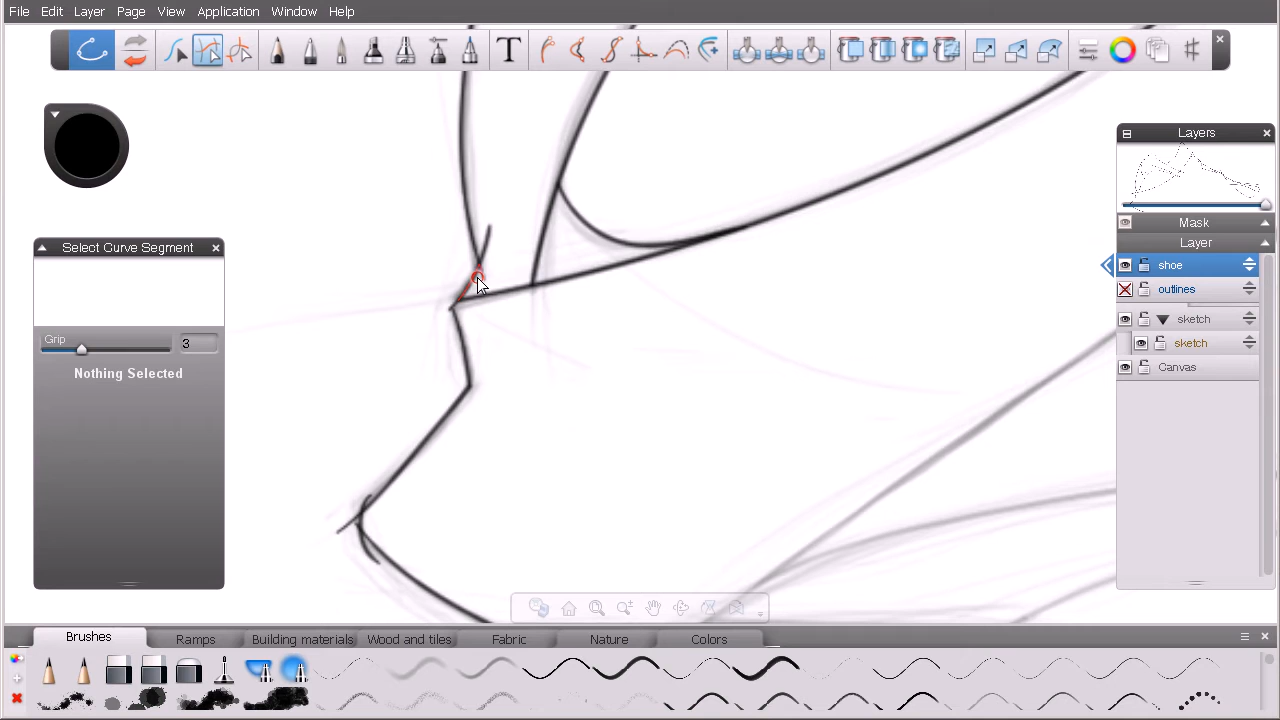 File Edit Layer Page View Application Window Help
T
Layers
Mask
Layer
shoe
outlines
sketch
sketch
Canvas
Select Curve Segment
Grip
3
Nothing Selected
Brushes Ramps Building materials Wood and tiles Fabric Nature Colors